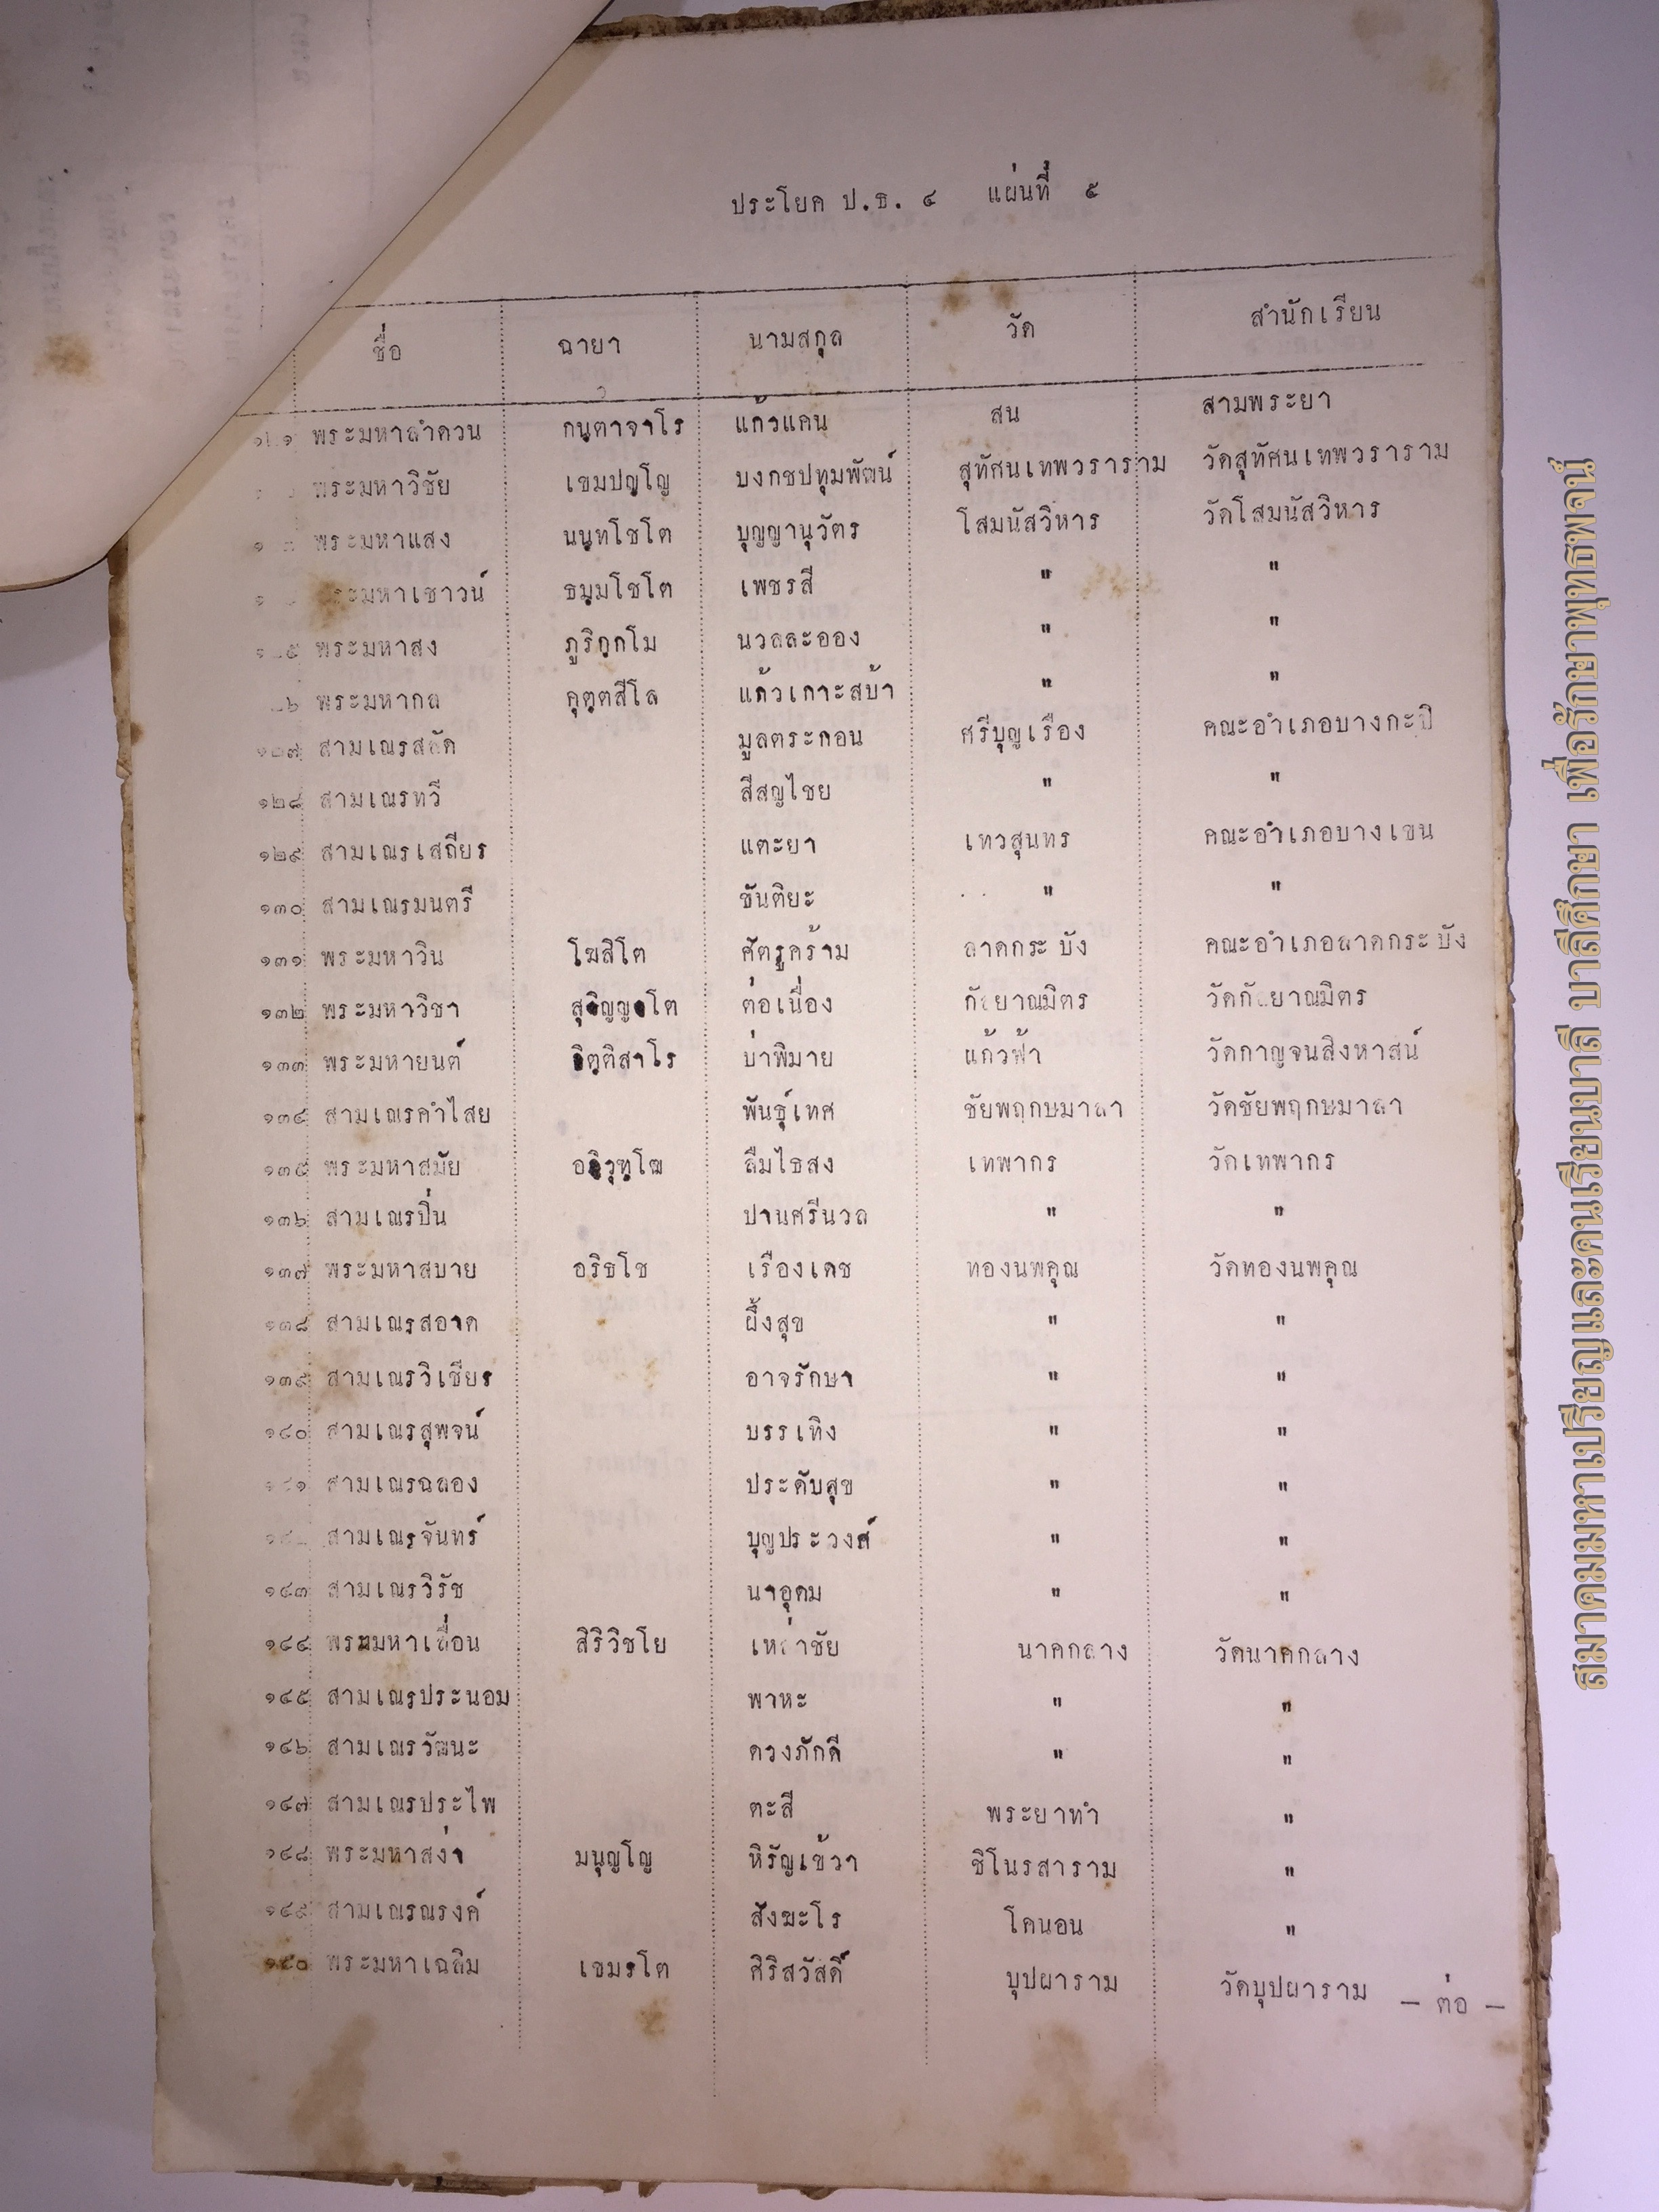 ประโยค ป.ธ. ๔ แผ่นที่ ๕
ชื่อ ฉายา นามสกุล วัด สำนักเรียน
๑๒๑ พระมหาลำดวน กนฺตาจาโร แก้วแดน สน สามพระยา
พระมหาวิชัย เขมปญฺโญ บงกชปทุมพัฒน์ สุทัศนเทพวราราม วัดสุทัศนเทพวราราม
พระมหาแสง นนฺทโชโต บุญญานุวัตร โสมนัสวิหาร วัดโสมนัสวิหาร
พระมหาเชาวน์ ธมฺมโชโต เพชรสี " "
พระมหาสง ภูริกฺกโม นวลละออง " "
พระมหากล คุตฺตสีโล แก้วเกาะสบ้า " "
๑๒๗ สามเณรสลัด มูลตระกอน ศรีบุญเรือง คณะอำเภอบางกะปิ
๑๒๘ สามเณรทวี สีสญไชย " "
๑๒๙ สามเณรเสถียร แตะยา เทวสุนทร คณะอำเภอบางเขน
๑๓๐ สามเณรมนตรี ขันติยะ " "
๑๓๑ พระมหาวิน โฆสิโต ศัตรูคร้าม ลาดกระบัง คณะอำเภอลาดกระบัง
๑๓๒ พระมหาวิชา ต่อเนื่อง กัลยาณมิตร วัดกัลยาณมิตร
๑๓๓ พระมหายนต์ ฐิตฺติสาโร บ่าพิมาย แก้วฟ้า วัดกาญจนสิงหาสน์
๑๓๔ สามเณรคำไสย พันธุ์เทศ ชัยพฤกษมาลา วัดชัยพฤกษมาลา
๑๓๕ พระมหาสมัย ลืมไธสง เทพากร วัดเทพากร
๑๓๖ สามเณรปิ่น ปานศรีนวล " "
๑๓๗ พระมหาสบาย อริธโช เรืองเดช ทองนพคุณ วัดทองนพคุณ
๑๓๘ สามเณรสอาด ผึ้งสุข " "
๑๓๙ สามเณรวิเชียร อาจรักษา " "
๑๔๐ สามเณรสุพจน์ บรรเทิง " "
๑๔๑ สามเณรฉลอง ประดับสุข " "
สามเณรจันทร์ บุญประวงศ์ " "
๑๔๓ สามเณรวิรัช นาอุดม " "
๑๔๔ พระมหาเลื่อน สิริวิชโย เหล่าชัย นาคกลาง วัดนาคกลาง
๑๔๕ สามเณรประนอม พาหะ " "
๑๔๖ สามเณรวัฒนะ ดวงภักดี " "
๑๔๗ สามเณรประไพ ตะสี พระยาทำ "
๑๔๘ พระมหาสง่า มนุญฺโญ หิรัญเข้วา ชิโนรสาราม "
๑๔๙ สามเณรณรงค์ สังฆะโร โคนอน "
๑๕๐ พระมหาเฉลิม เขมรโต ศิริสวัสดิ์ บุปผาราม วัดบุปผาราม
– ต่อ –
สมาคมมหาเปรียญและคนเรียนบาลี บาลีศึกษา เพื่อรักษาพุทธพจน์